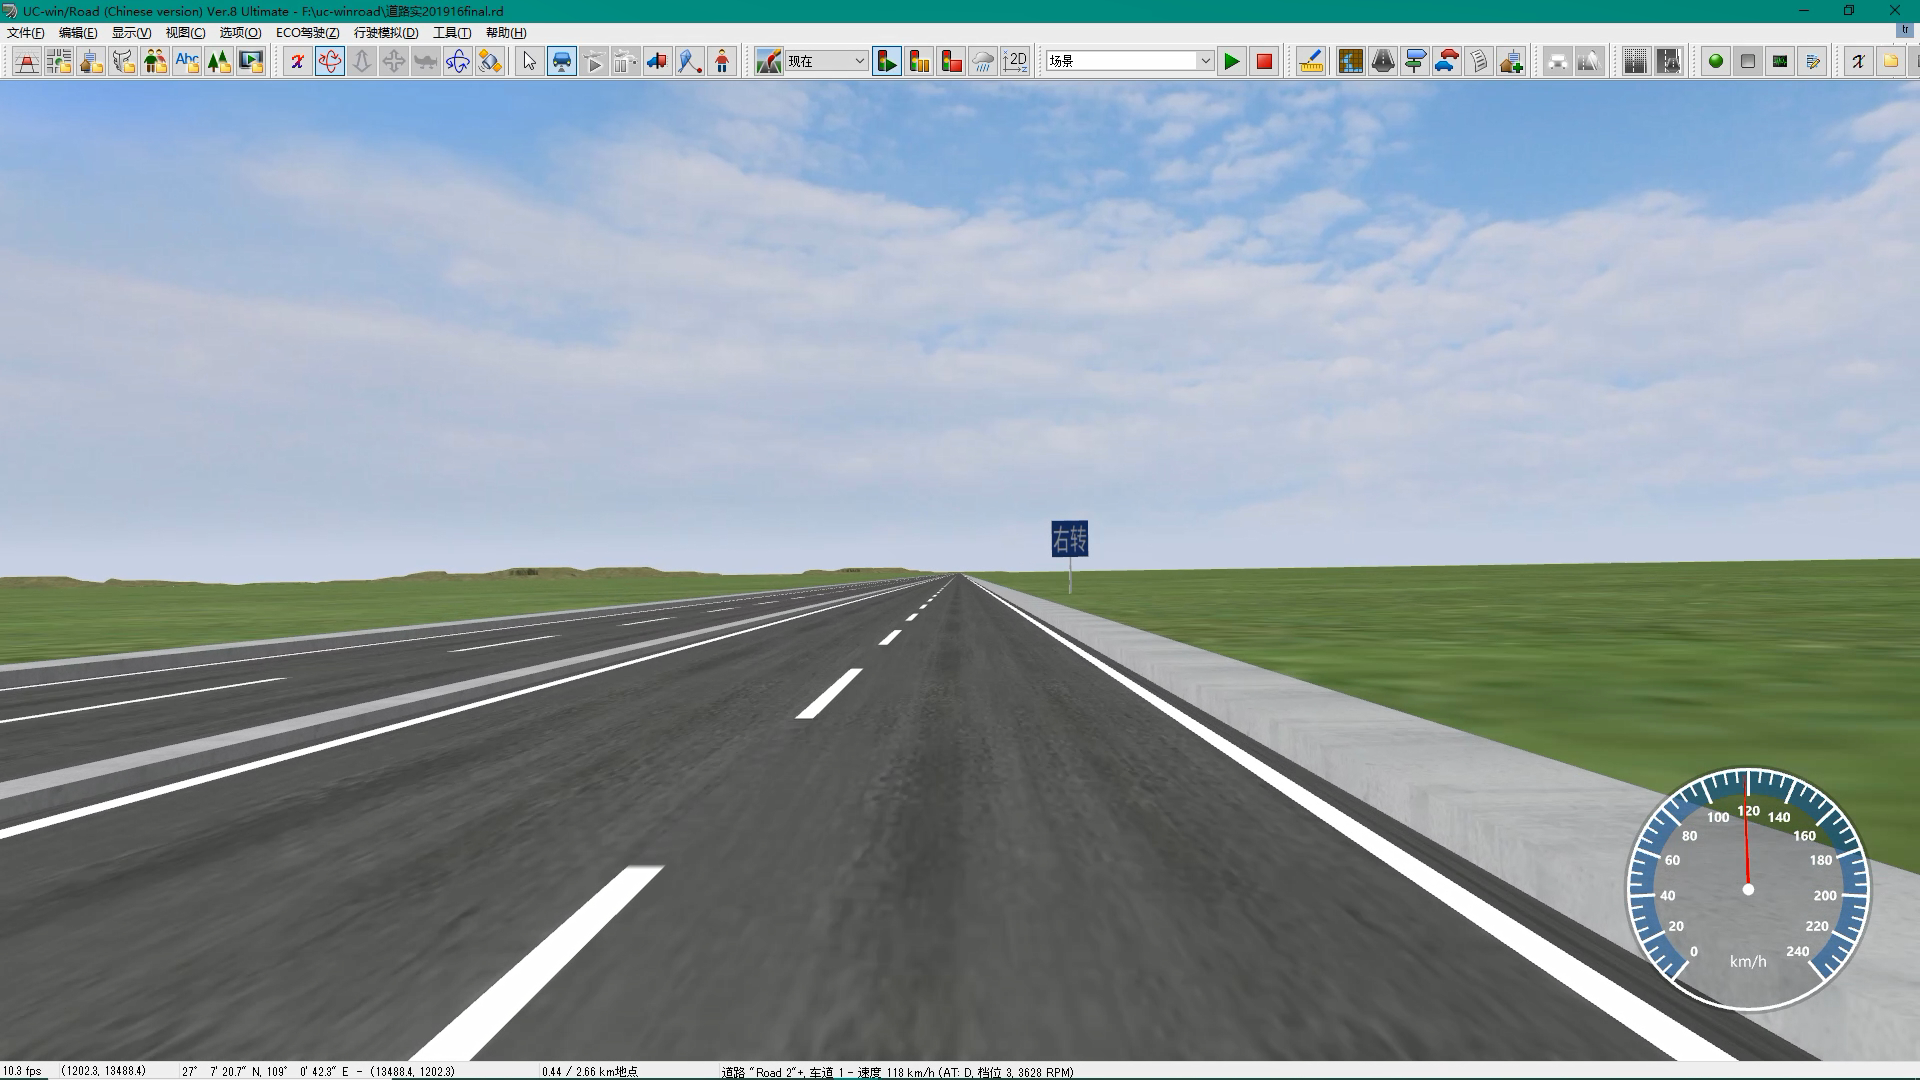 UC-win/Road (Chinese version) Ver.8 Ultimate - F:\uc-winroad\道路实201916final.rd
文件(F) 编辑(E) 显示(V) 视图(C) 选项(O) ECO驾驶(Z) 行驶模拟(D) 工具(T) 帮助(H)
Abc 现在 2D 场景
右转
0 20 40 60 80 100 120 140 160 180 200 220 240
km/h
10.3 fps (1202.3, 13488.4) 27° 7' 20.7" N, 109° 0' 42.3" E - (13488.4, 1202.3) 0.44 / 2.66 km地点 道路 "Road 2"+, 车道 1 - 速度 118 km/h (AT: D, 档位 3, 3628 RPM)